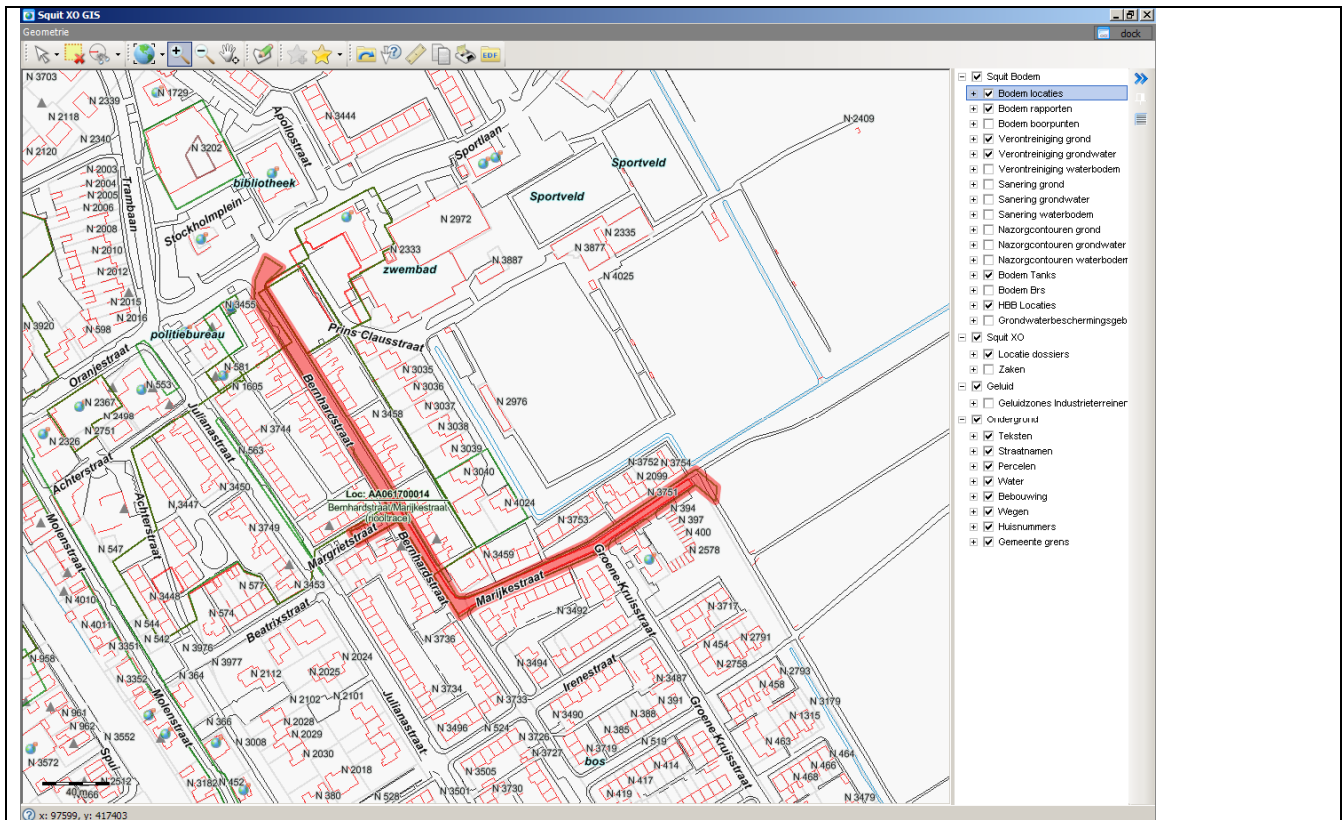 Squit XO GIS
Geometrie
dock
EDF
N 3703
N 1729
N 2339
N 2118
N 3444
N 2409
N 2340
N 2120
N 3202
Apollostraat
Sportlaan
Sportveld
N 2003
N 2004
N 2005
N 2006
Trambaan
bibliotheek
Sportveld
Stockholmplein
N 2008
N 2972
N 2335
N 2010
N 2333
N 3877
N 2012
zwembad
N 3887
N 4025
N 2015
N 2016
N 3455
N 3920
N 598
politiebureau
Prins-Clausstraat
Oranjestraat
N 581
N 3035
N 553
N 1695
N 3036
N 2367
Bernhardstraat
N 3037
N 2976
N 2498
N 3458
N 2751
N 3744
N 3038
N 2326
Julianastraat
N 563
N 3039
Achterstraat
N 3040
N 3752
N 3754
N 3450
N 2099
Loc: AA061700014
N 3751
Bernhardstraat/Marijkestraat
(riooltrace)
N 4024
N 3447
N 394
Achterstraat
N 3753
N 397
Molenstraat
N 3749
N 400
N 547
Margrietstraat
Bernhardstraat
N 3459
N 2578
Groene-Kruisstraat
N 577
N 3453
Marijkestraat
N 4010
N 3448
N 3717
N 574
N 3492
N 4011
N 544
Beatrixstraat
N 542
N 3736
N 454
N 2791
N 3351
N 3976
N 958
N 3977
N 2024
N 3494
N 2758
N 364
N 2112
N 2025
Irenestraat
N 3487
N 2793
N 3352
N 3734
N 458
N 2102
N 2101
N 3733
N 391
N 3179
N 961
Molenstraat
N 366
N 2028
Julianastraat
N 3490
N 388
N 1315
N 962
N 3552
N 2029
N 3496
N 524
N 385
Groene-Kruisstraat
N 3008
N 3726
N 519
N 463
N 2030
N 3727
N 3719
N 464
Spui
N 3572
bos
N 414
N 466
N 2018
N 3505
N 417
N 468
N 2512
N 3182
N 452
N 3501
N 3730
N 419
N 3479
40 m
N 380
N 528
x: 97599, y: 417403
Squit Bodem
Bodem locaties
Bodem rapporten
Bodem boorpunten
Verontreiniging grond
Verontreiniging grondwater
Verontreiniging waterbodem
Sanering grond
Sanering grondwater
Sanering waterbodem
Nazorgcontouren grond
Nazorgcontouren grondwater
Nazorgcontouren waterbodem
Bodem Tanks
Bodem Brs
HBB Locaties
Grondwaterbeschermingsgeb
Squit XO
Locatie dossiers
Zaken
Geluid
Geluidzones Industrieterreinen
Ondergrond
Teksten
Straatnamen
Percelen
Water
Bebouwing
Wegen
Huisnummers
Gemeente grens